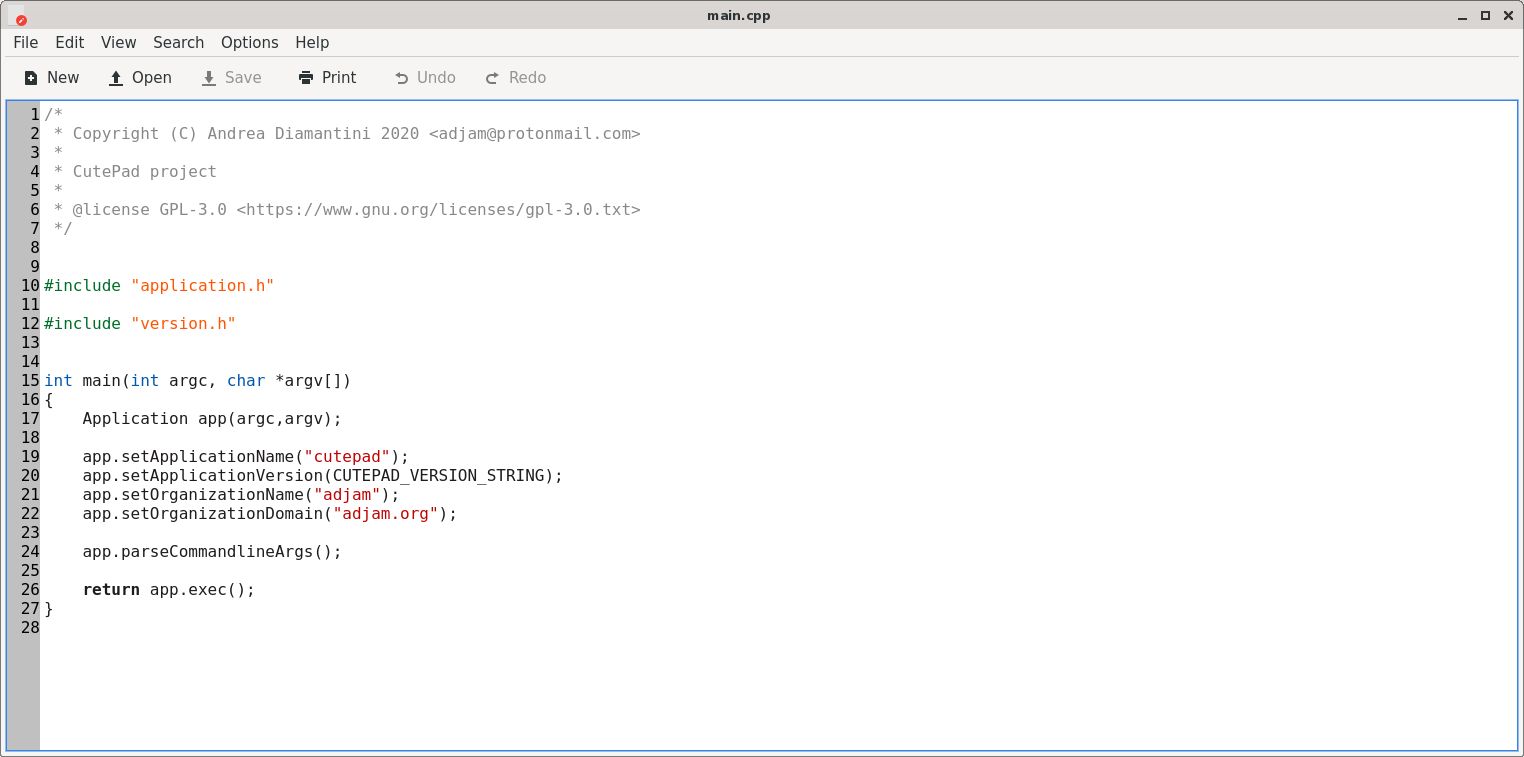 main.cpp
File Edit View Search Options Help
New Open Save Print Undo Redo
1 /*
2  * Copyright (C) Andrea Diamantini 2020 <adjam@protonmail.com>
3  *
4  * CutePad project
5  *
6  * @license GPL-3.0 <https://www.gnu.org/licenses/gpl-3.0.txt>
7  */
8
9
10 #include "application.h"
11
12 #include "version.h"
13
14
15 int main(int argc, char *argv[])
16 {
17     Application app(argc,argv);
18
19     app.setApplicationName("cutepad");
20     app.setApplicationVersion(CUTEPAD_VERSION_STRING);
21     app.setOrganizationName("adjam");
22     app.setOrganizationDomain("adjam.org");
23
24     app.parseCommandlineArgs();
25
26     return app.exec();
27 }
28